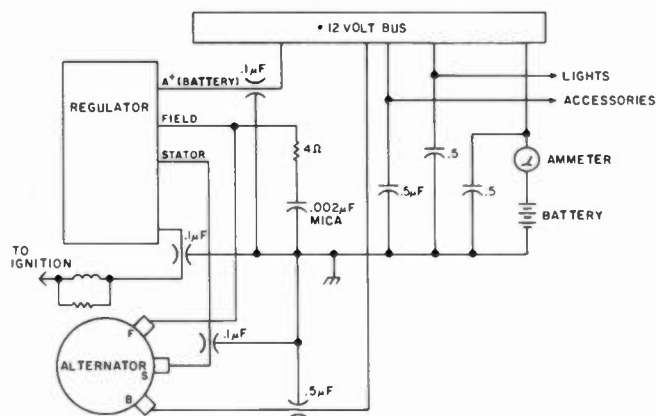 • 12 VOLT BUS
.1µF
A+ (BATTERY)
LIGHTS
ACCESSORIES
REGULATOR
FIELD
4Ω
STATOR
.5
AMMETER
.5µF
.5
.002µF
MICA
BATTERY
.1µF
TO
IGNITION
F
.1µF
ALTERNATOR
S
B
.5µF